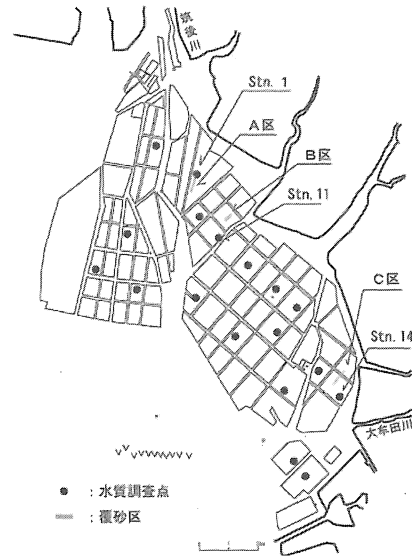 筑後川
Stn. 1
A区
B区
Stn. 11
C区
Stn. 14
大牟田川
● : 水質調査点
: 覆砂区